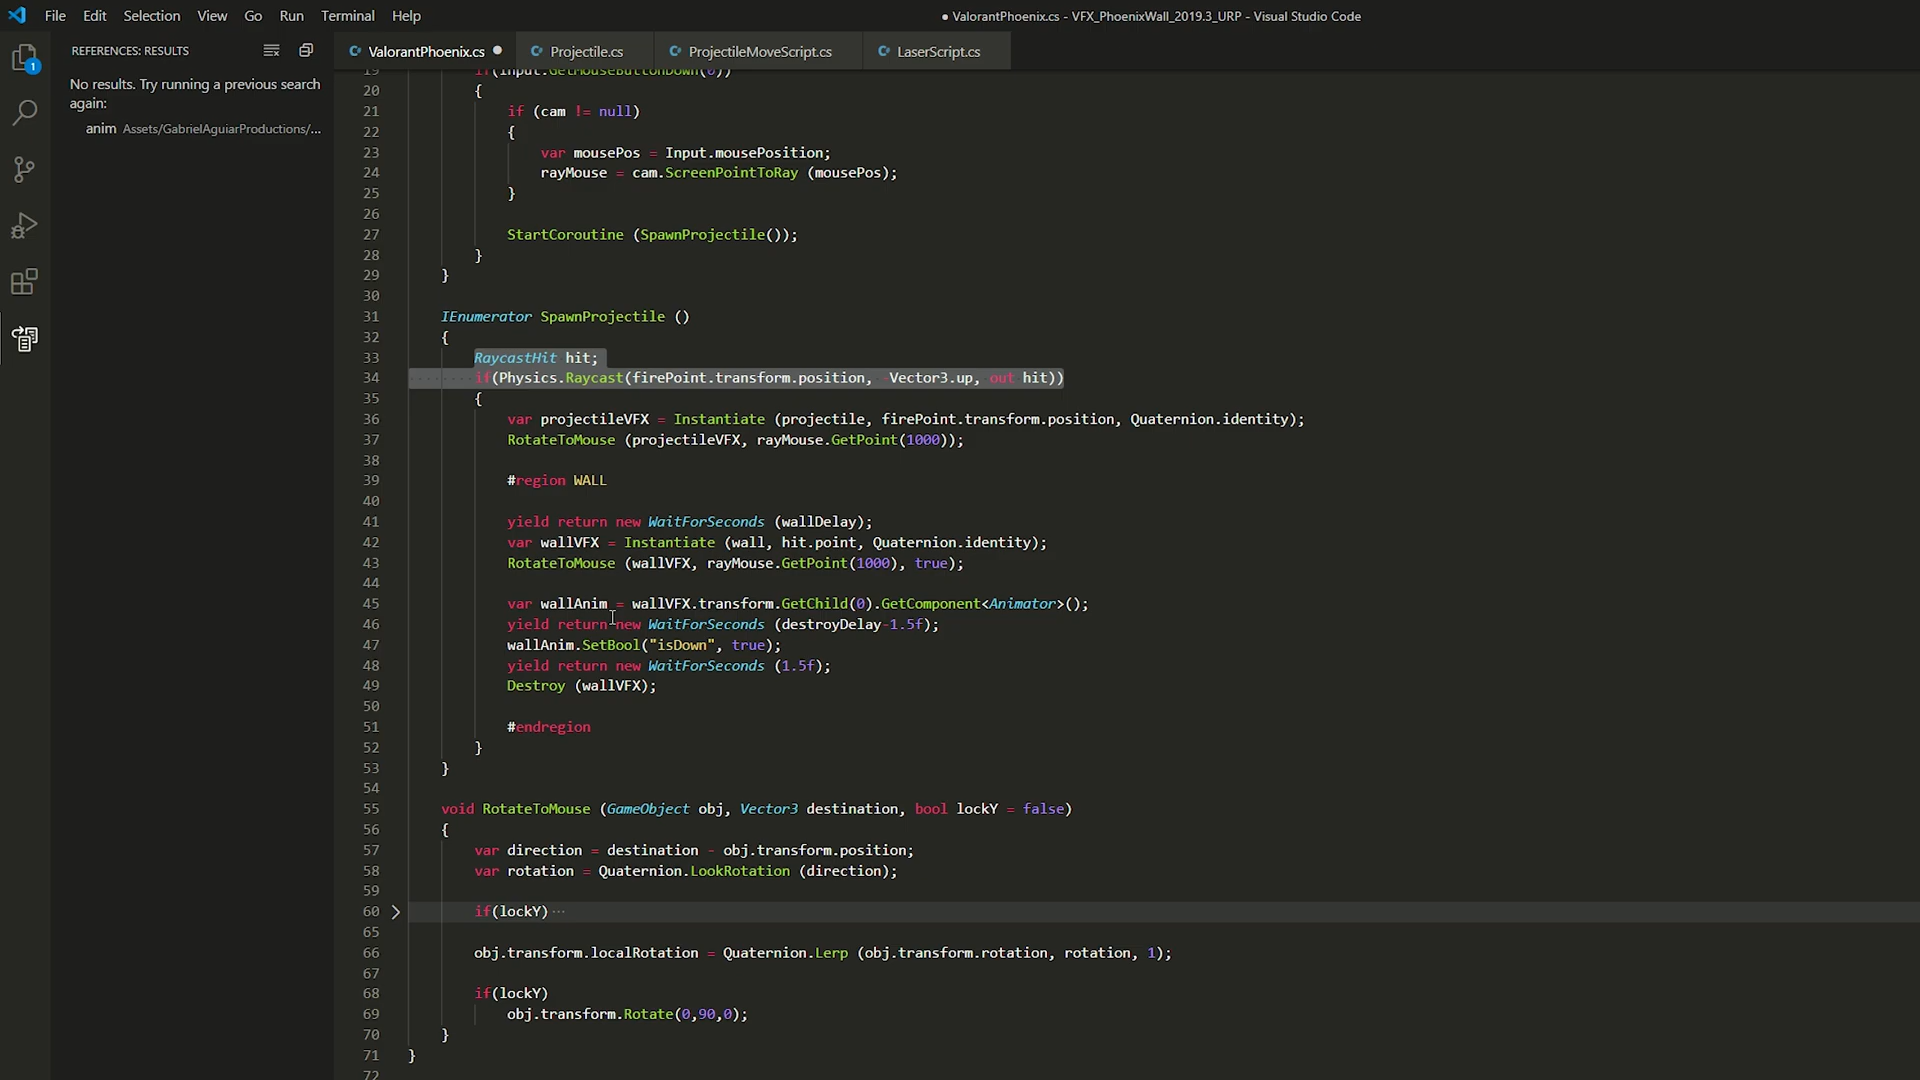 File Edit Selection View Go Run Terminal Help
● ValorantPhoenix.cs - VFX_PhoenixWall_2019.3_URP - Visual Studio Code
REFERENCES: RESULTS
ValorantPhoenix.cs ● Projectile.cs ProjectileMoveScript.cs LaserScript.cs
1
No results. Try running a previous search
again:
anim Assets/GabrielAguiarProductions/...
19 if(Input.GetMouseButtonDown(0))
20 {
21 if (cam != null)
22 {
23 var mousePos = Input.mousePosition;
24 rayMouse = cam.ScreenPointToRay (mousePos);
25 }
26
27 StartCoroutine (SpawnProjectile());
28 }
29 }
30
31 IEnumerator SpawnProjectile ()
32 {
33 RaycastHit hit;
34 if(Physics.Raycast(firePoint.transform.position, -Vector3.up, out hit))
35 {
36 var projectileVFX = Instantiate (projectile, firePoint.transform.position, Quaternion.identity);
37 RotateToMouse (projectileVFX, rayMouse.GetPoint(1000));
38
39 #region WALL
40
41 yield return new WaitForSeconds (wallDelay);
42 var wallVFX = Instantiate (wall, hit.point, Quaternion.identity);
43 RotateToMouse (wallVFX, rayMouse.GetPoint(1000), true);
44
45 var wallAnim = wallVFX.transform.GetChild(0).GetComponent<Animator>();
46 yield return new WaitForSeconds (destroyDelay-1.5f);
47 wallAnim.SetBool("isDown", true);
48 yield return new WaitForSeconds (1.5f);
49 Destroy (wallVFX);
50
51 #endregion
52 }
53 }
54
55 void RotateToMouse (GameObject obj, Vector3 destination, bool lockY = false)
56 {
57 var direction = destination - obj.transform.position;
58 var rotation = Quaternion.LookRotation (direction);
59
60 if(lockY)···
65
66 obj.transform.localRotation = Quaternion.Lerp (obj.transform.rotation, rotation, 1);
67
68 if(lockY)
69 obj.transform.Rotate(0,90,0);
70 }
71 }
72